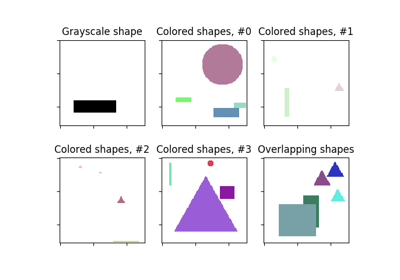 Grayscale shape
Colored shapes, #0
Colored shapes, #1
Colored shapes, #2
Colored shapes, #3
Overlapping shapes